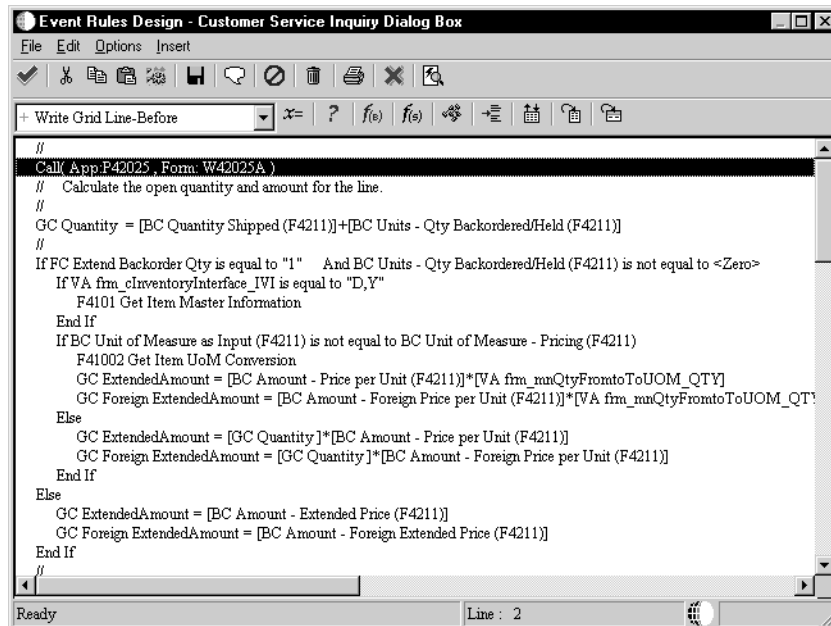 Event Rules Design - Customer Service Inquiry Dialog Box
File Edit Options Insert
+ Write Grid Line-Before x= ? f(B) f(s)
//
Call( App:P42025 , Form: W42025A )
// Calculate the open quantity and amount for the line.
//
GC Quantity = [BC Quantity Shipped (F4211)]+[BC Units - Qty Backordered/Held (F4211)]
//
If FC Extend Backorder Qty is equal to "1" And BC Units - Qty Backordered/Held (F4211) is not equal to <Zero>
If VA frm_cInventoryInterface_IVI is equal to "D,Y"
F4101 Get Item Master Information
End If
If BC Unit of Measure as Input (F4211) is not equal to BC Unit of Measure - Pricing (F4211)
F41002 Get Item UoM Conversion
GC ExtendedAmount = [BC Amount - Price per Unit (F4211)]*[VA frm_mnQtyFromtoToUOM_QTY]
GC Foreign ExtendedAmount = [BC Amount - Foreign Price per Unit (F4211)]*[VA frm_mnQtyFromtoToUOM_QTY
Else
GC ExtendedAmount = [GC Quantity ]*[BC Amount - Price per Unit (F4211)]
GC Foreign ExtendedAmount = [GC Quantity ]*[BC Amount - Foreign Price per Unit (F4211)]
End If
Else
GC ExtendedAmount = [BC Amount - Extended Price (F4211)]
GC Foreign ExtendedAmount = [BC Amount - Foreign Extended Price (F4211)]
End If
//
Ready Line : 2